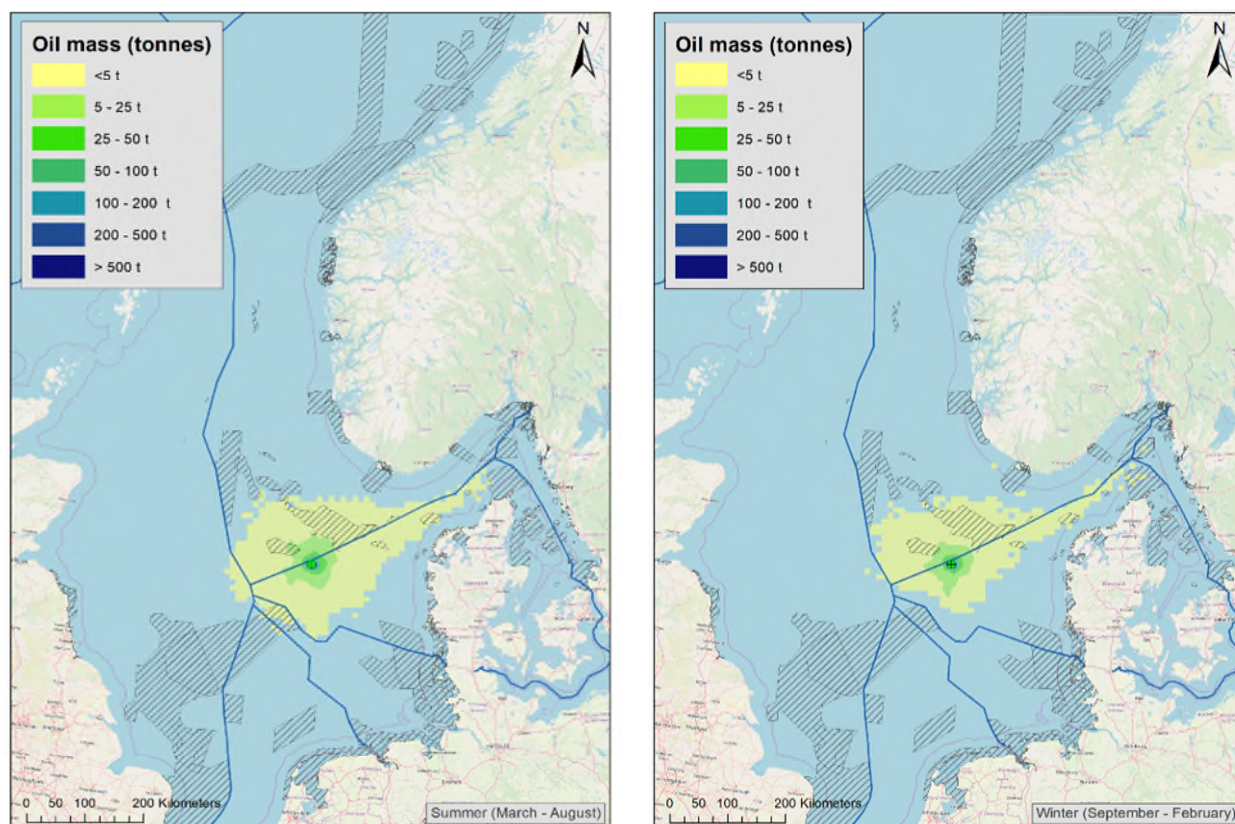 Oil mass (tonnes)
<5 t
5 - 25 t
25 - 50 t
50 - 100 t
100 - 200 t
200 - 500 t
> 500 t
N
0 50 100 200 Kilometers
Summer (March - August)
Oil mass (tonnes)
<5 t
5 - 25 t
25 - 50 t
50 - 100 t
100 - 200 t
200 - 500 t
> 500 t
N
0 50 100 200 Kilometers
Winter (September - February)